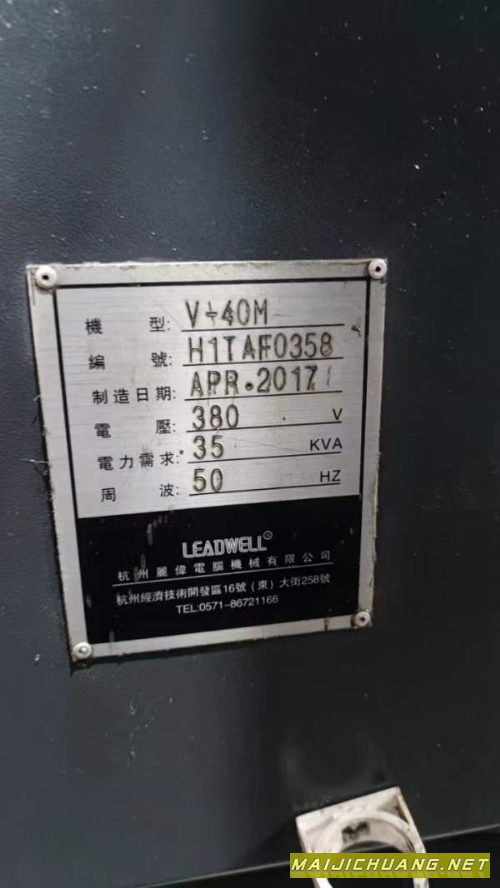 機 型: V-40M
編 號: H1TAF0358
制造日期: APR.2017
電 壓: 380 V
電力需求: 35 KVA
周 波: 50 HZ
LEADWELL®
杭州麗偉電腦機械有限公司
杭州經濟技術開發區16號(東)大街258號
TEL:0571-86721166
MAIJICHUANG.NET